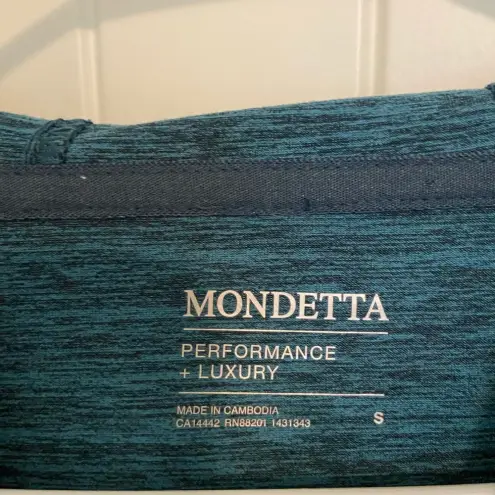 MONDETTA
PERFORMANCE
+ LUXURY
MADE IN CAMBODIA
CA14442 RN88201 1431343 S